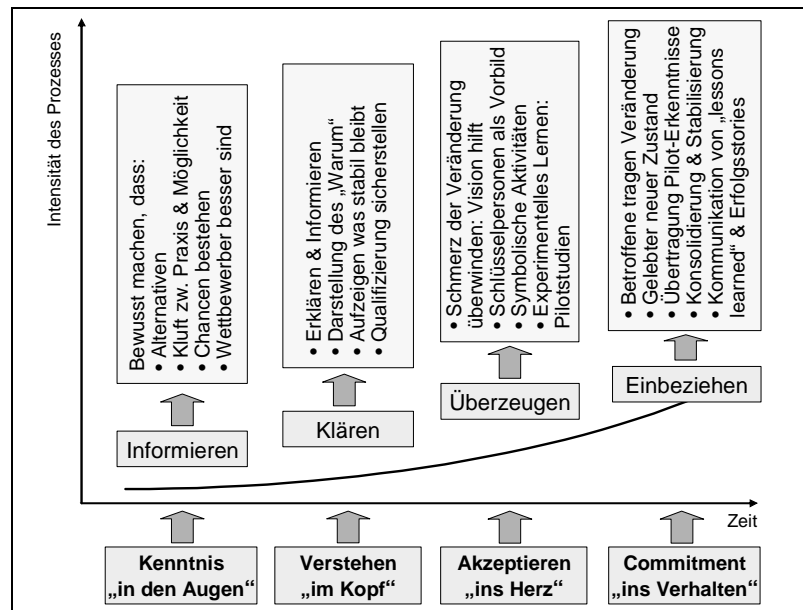 Intensität des Prozesses
Bewusst machen, dass:
• Alternativen
• Kluft zw. Praxis & Möglichkeit
• Chancen bestehen
• Wettbewerber besser sind
Informieren
• Erklären & Informieren
• Darstellung des „Warum“
• Aufzeigen was stabil bleibt
• Qualifizierung sicherstellen
Klären
• Schmerz der Veränderung
überwinden: Vision hilft
• Schlüsselpersonen als Vorbild
• Symbolische Aktivitäten
• Experimentelles Lernen:
Pilotstudien
Überzeugen
• Betroffene tragen Veränderung
• Gelebter neuer Zustand
• Übertragung Pilot-Erkenntnisse
• Konsolidierung & Stabilisierung
• Kommunikation von „lessons
learned“ & Erfolgsstories
Einbeziehen
Zeit
Kenntnis
„in den Augen“
Verstehen
„im Kopf“
Akzeptieren
„ins Herz“
Commitment
„ins Verhalten“